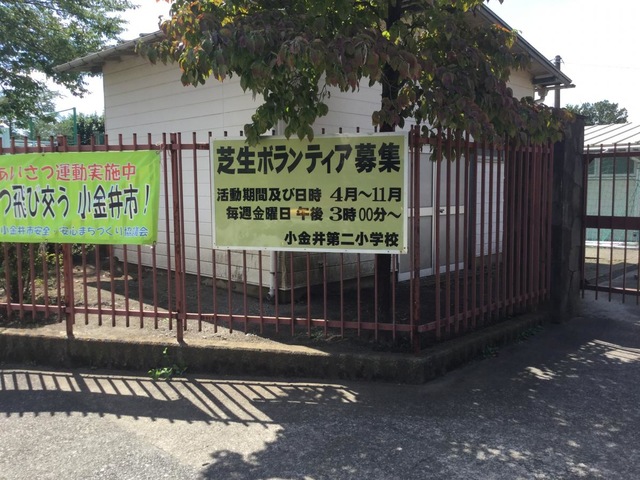 あいさつ運動実施中
つ飛び交う 小金井市!
小金井市安全・安心まちづくり協議会
芝生ボランティア募集
活動期間及び日時 4月~11月
毎週金曜日 午後 3時00分~
小金井第二小学校